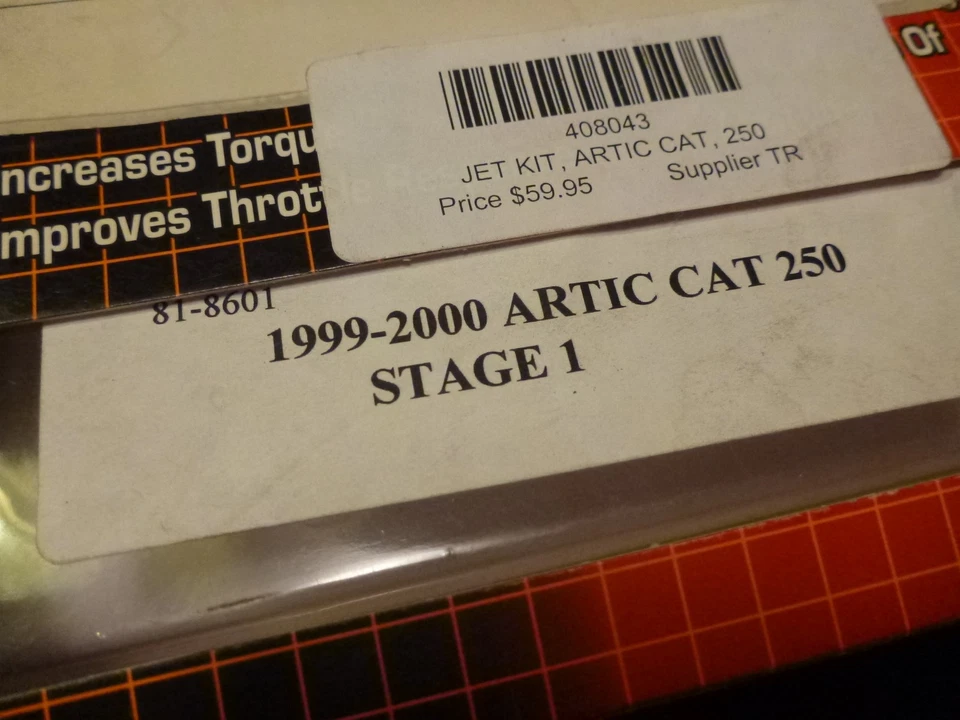 Of
408043
JET KIT, ARTIC CAT, 250
Price $59.95 Supplier TR
ncreases Torqu
mproves Thrott
81-8601
1999-2000 ARTIC CAT 250
STAGE 1